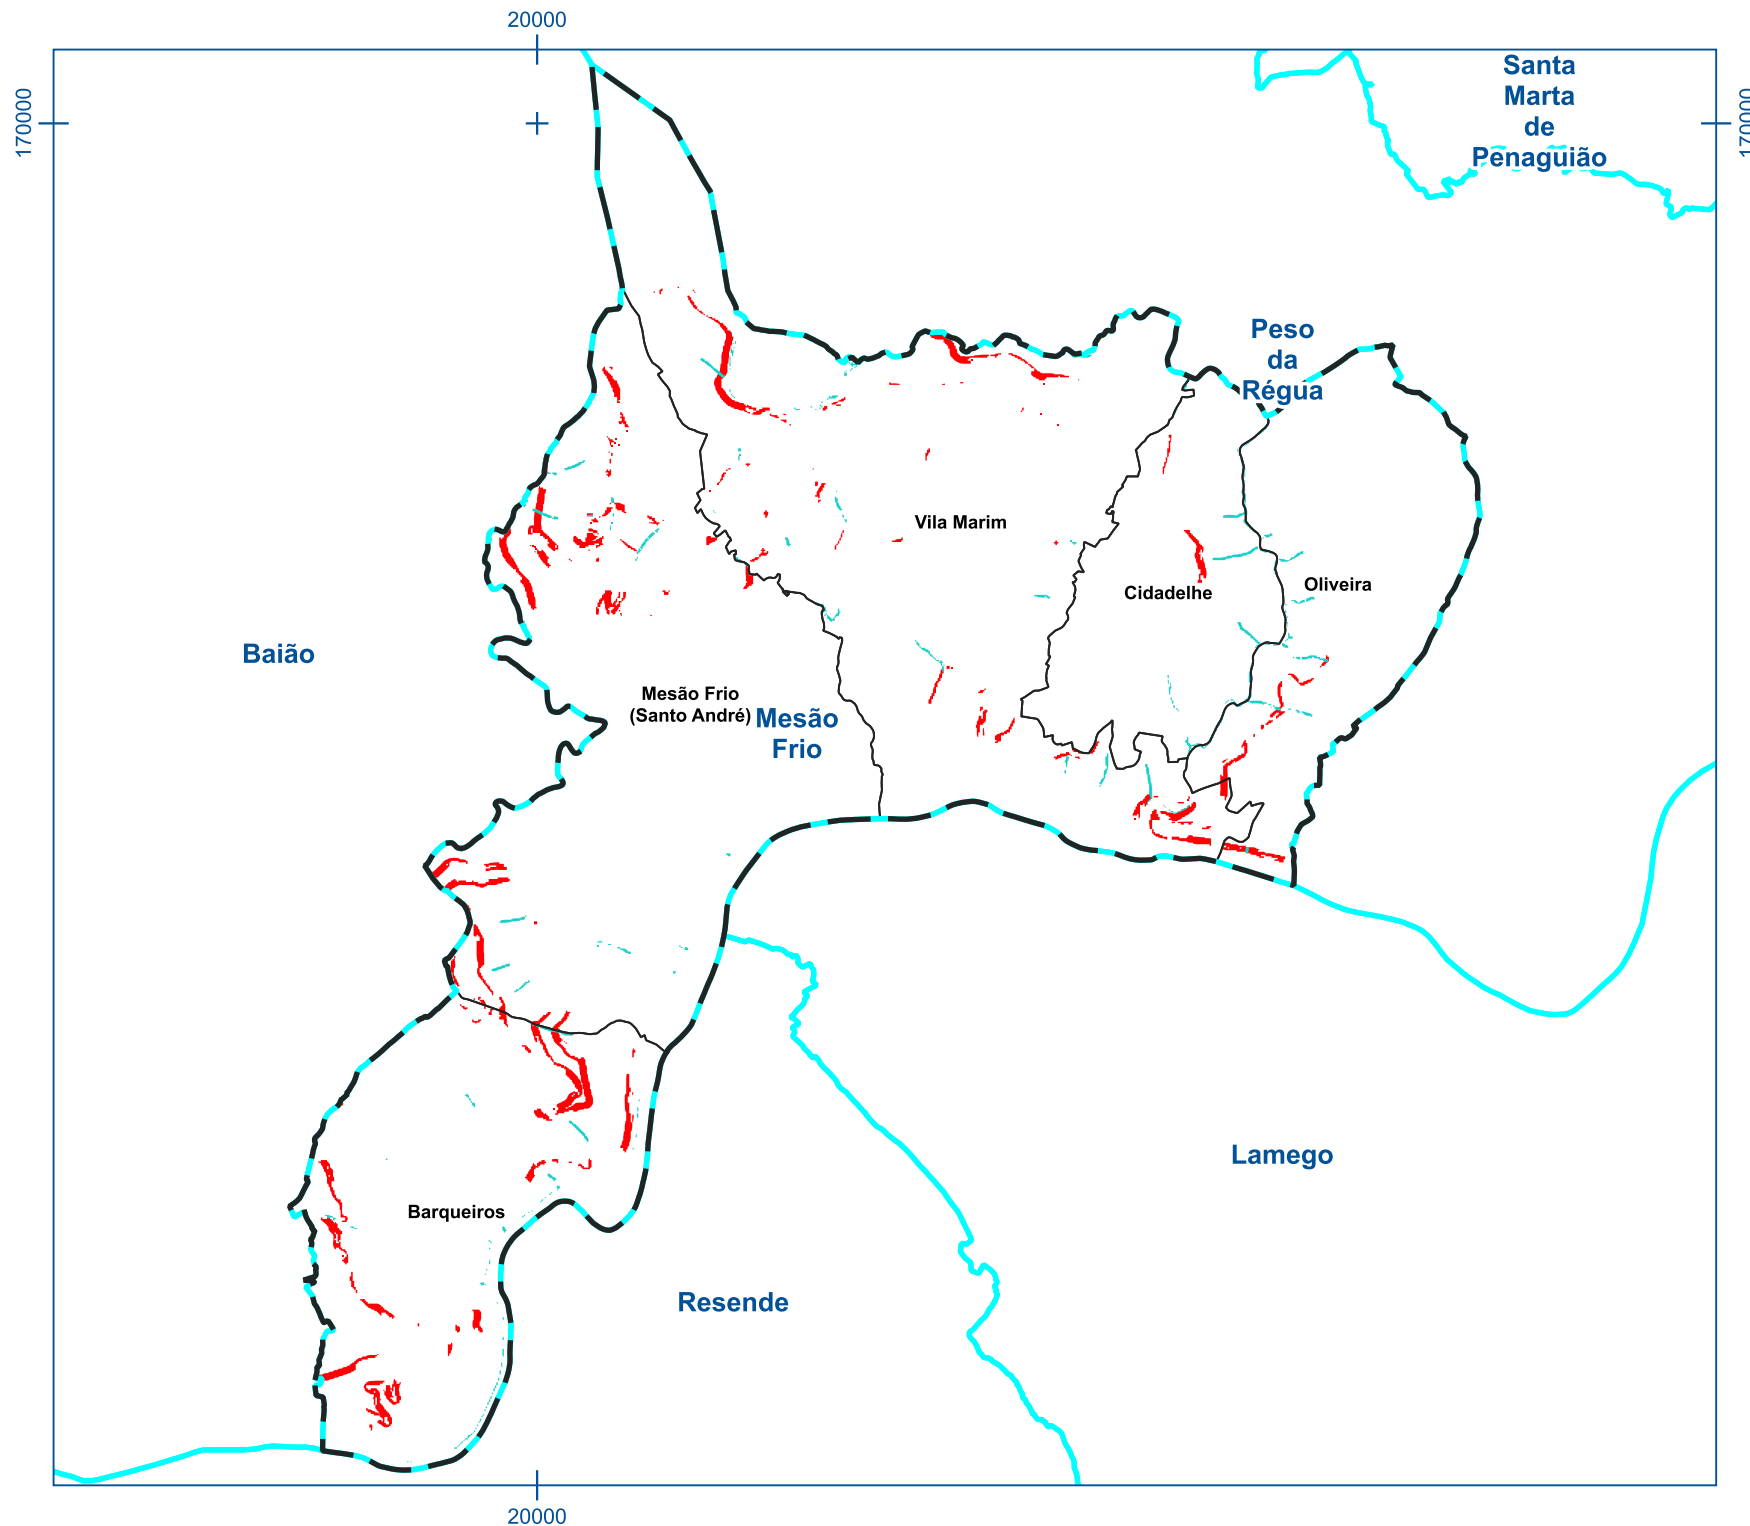 20000
170000
170000
Santa
Marta
de
Penaguião
Peso
da
Régua
Vila Marim
Cidadelhe
Oliveira
Baião
Mesão Frio
(Santo André)
Mesão
Frio
Lamego
Barqueiros
Resende
20000